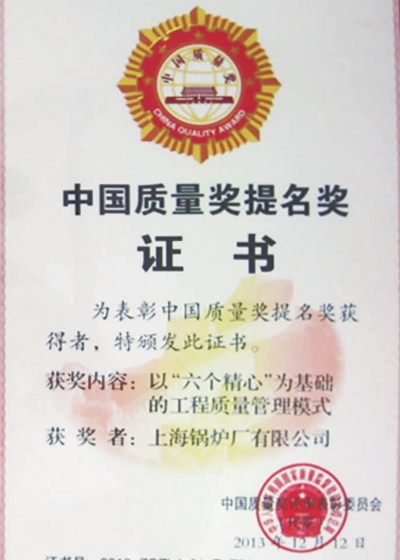 中国质量奖
CHINA QUALITY AWARD
中国质量奖提名奖
证 书
为表彰中国质量奖提名奖获
得者，特颁发此证书。
获奖内容：以“六个精心”为基础
的工程质量管理模式
获 奖 者：上海锅炉厂有限公司
中国质量奖评审表彰委员会
2013 年 12 月 12 日